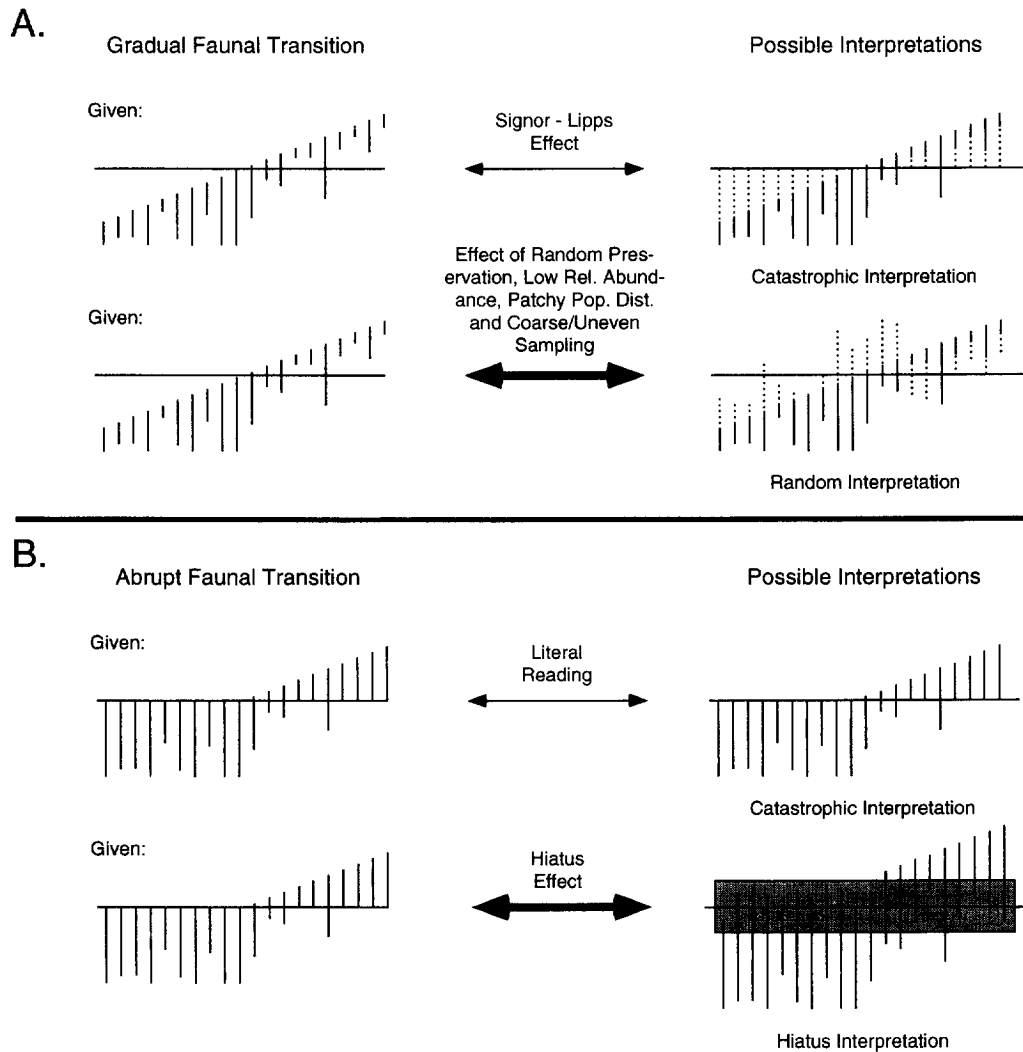 A.
Gradual Faunal Transition
Possible Interpretations
Given:
Signor - Lipps
Effect
Catastrophic Interpretation
Given:
Effect of Random Pres-
ervation, Low Rel. Abund-
ance, Patchy Pop. Dist.
and Coarse/Uneven
Sampling
Random Interpretation
B.
Abrupt Faunal Transition
Possible Interpretations
Given:
Literal
Reading
Catastrophic Interpretation
Given:
Hiatus
Effect
Hiatus Interpretation